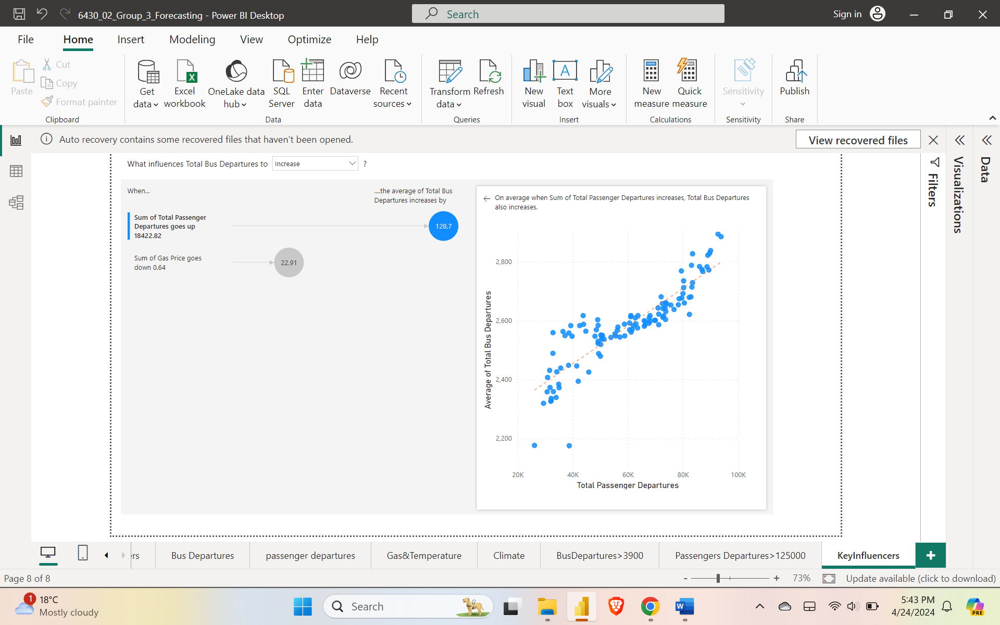 6430_02_Group_3_Forecasting - Power BI Desktop
Search
Sign in
File
Home
Insert
Modeling
View
Optimize
Help
Paste
Cut
Copy
Format painter
Clipboard
Get data
Excel workbook
OneLake data hub
SQL Server
Enter data
Dataverse
Recent sources
Data
Transform data
Refresh
Queries
New visual
Text box
More visuals
Insert
New measure
Quick measure
Calculations
Sensitivity
Sensitivity
Publish
Share
Auto recovery contains some recovered files that haven't been opened.
View recovered files
What influences Total Bus Departures to
Increase
?
When...
....the average of Total Bus
Departures increases by
Sum of Total Passenger
Departures goes up
18422.82
128.7
Sum of Gas Price goes
down 0.64
22.91
On average when Sum of Total Passenger Departures increases, Total Bus Departures
also increases.
Average of Total Bus Departures
2,800
2,600
2,400
2,200
20K
40K
60K
80K
100K
Total Passenger Departures
Filters
Visualizations
Data
ers
Bus Departures
passenger departures
Gas&Temperature
Climate
BusDepartures>3900
Passengers Departures>125000
KeyInfluencers
Page 8 of 8
-
+
73%
Update available (click to download)
1
18°C
Mostly cloudy
Search
W
5:43 PM
4/24/2024
PRE